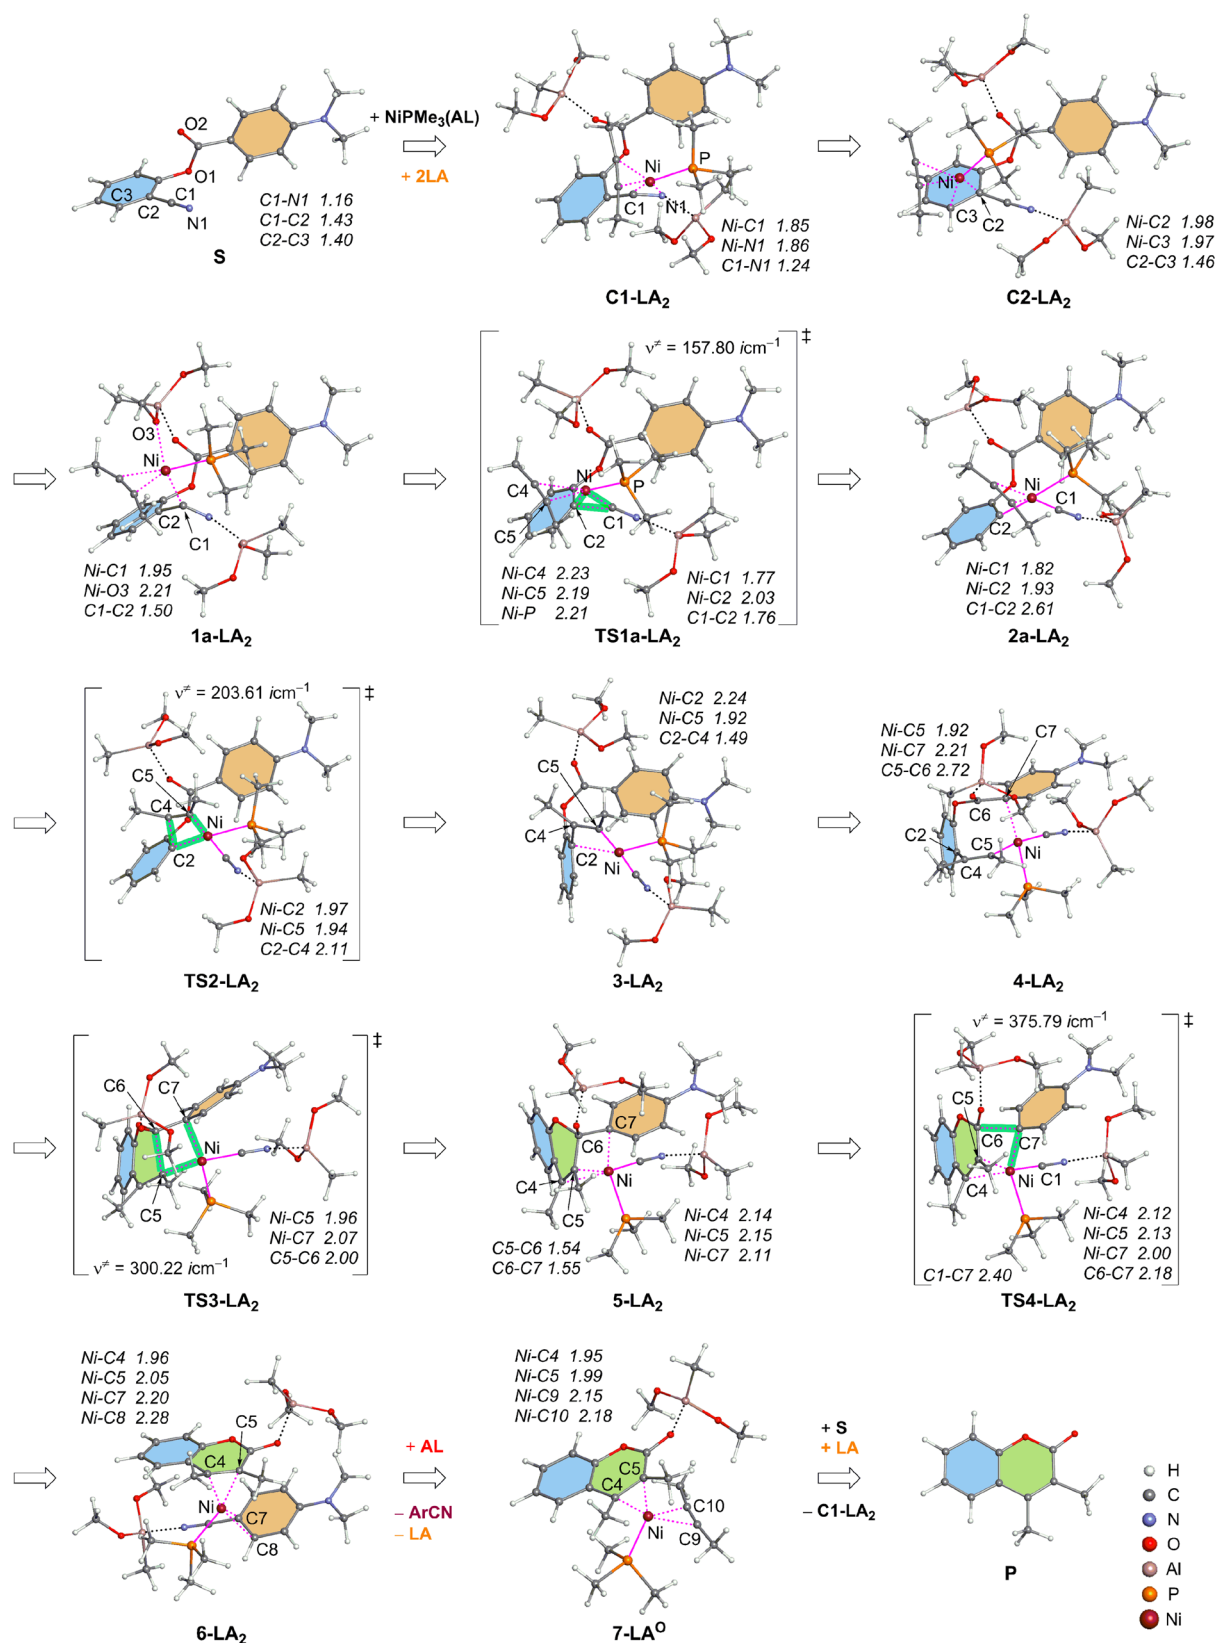 O2
O1
C3
C1
C2
N1
C1-N1 1.16
C1-C2 1.43
C2-C3 1.40
S
+ NiPMe3(AL)
+ 2LA
Ni
P
C1
N1
Ni-C1 1.85
Ni-N1 1.86
C1-N1 1.24
C1-LA2
Ni
C3
C2
Ni-C2 1.98
Ni-C3 1.97
C2-C3 1.46
C2-LA2
O3
Ni
C2
C1
Ni-C1 1.95
Ni-O3 2.21
C1-C2 1.50
1a-LA2
ν≠ = 157.80 icm−1
‡
Ni
C4
P
C5
C1
C2
Ni-C4 2.23
Ni-C5 2.19
Ni-P 2.21
Ni-C1 1.77
Ni-C2 2.03
C1-C2 1.76
TS1a-LA2
Ni
C1
C2
Ni-C1 1.82
Ni-C2 1.93
C1-C2 2.61
2a-LA2
ν≠ = 203.61 icm−1
‡
C5
C4
Ni
C2
Ni-C2 1.97
Ni-C5 1.94
C2-C4 2.11
TS2-LA2
Ni-C2 2.24
Ni-C5 1.92
C2-C4 1.49
C5
C4
C2
Ni
3-LA2
Ni-C5 1.92
Ni-C7 2.21
C5-C6 2.72
C7
C6
C2
C5
Ni
C4
4-LA2
‡
C6
C7
Ni
C5
Ni-C5 1.96
Ni-C7 2.07
C5-C6 2.00
ν≠ = 300.22 icm−1
TS3-LA2
C7
C6
Ni
C4
C5
C5-C6 1.54
C6-C7 1.55
Ni-C4 2.14
Ni-C5 2.15
Ni-C7 2.11
5-LA2
ν≠ = 375.79 icm−1
‡
C5
C6
C7
C4
Ni
C1
Ni-C4 2.12
Ni-C5 2.13
Ni-C7 2.00
C6-C7 2.18
C1-C7 2.40
TS4-LA2
Ni-C4 1.96
Ni-C5 2.05
Ni-C7 2.20
Ni-C8 2.28
C5
C4
Ni
C7
C8
6-LA2
+ AL
− ArCN
− LA
Ni-C4 1.95
Ni-C5 1.99
Ni-C9 2.15
Ni-C10 2.18
C5
C4
C10
Ni
C9
7-LAO
+ S
+ LA
− C1-LA2
P
H
C
N
O
Al
P
Ni